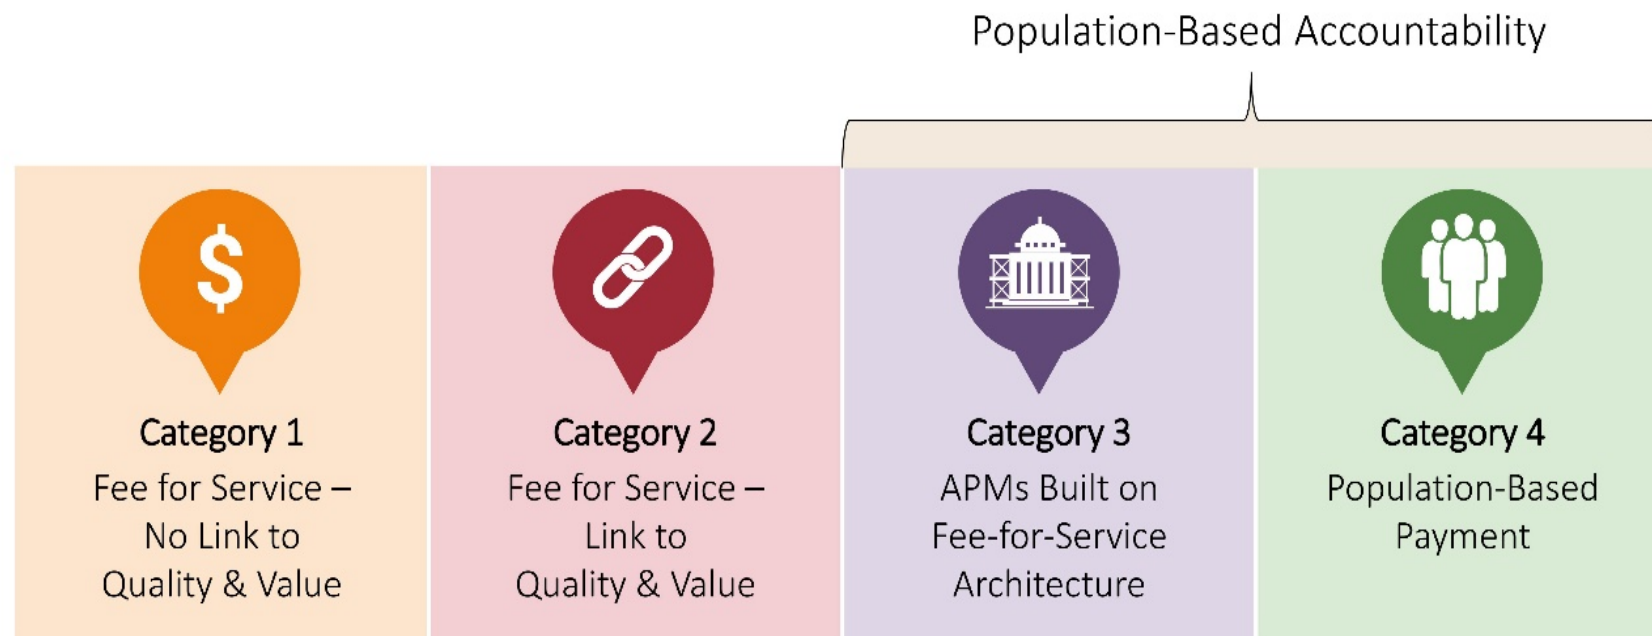 Population-Based Accountability
$
Category 1
Fee for Service –
No Link to
Quality & Value
Category 2
Fee for Service –
Link to
Quality & Value
Category 3
APMs Built on
Fee-for-Service
Architecture
Category 4
Population-Based
Payment